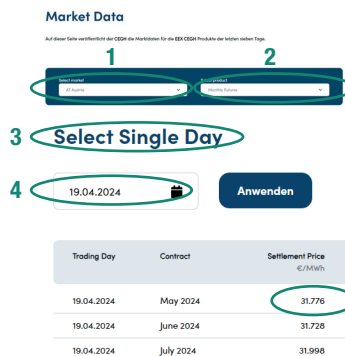 Market Data
Auf dieser Seite veröffentlicht der CEGH die Marktdaten für die EEX CEGH Produkte der letzten sieben Tage.
1 2
Select market Select product
AT Austria Monthly Futures
3 Select Single Day
4 19.04.2024 Anwenden
Trading Day Contract Settlement Price
€/MWh
19.04.2024 May 2024 31.776
19.04.2024 June 2024 31.728
19.04.2024 July 2024 31.998